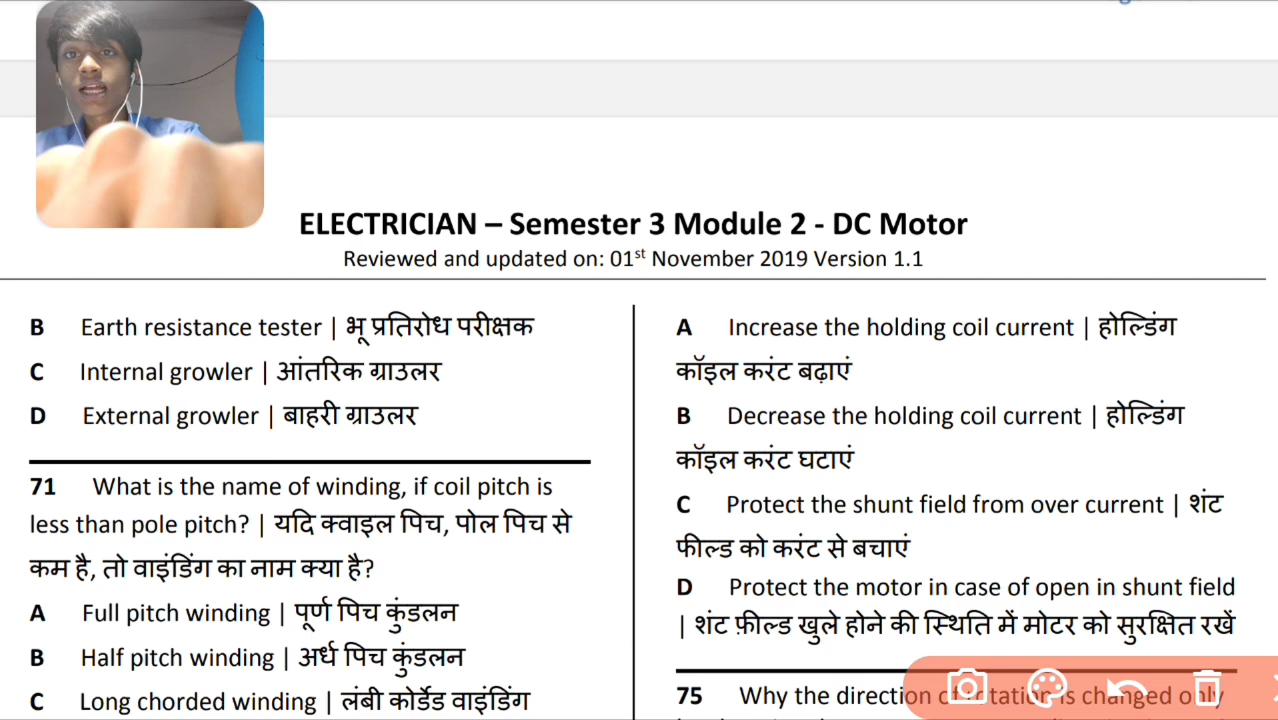 ELECTRICIAN – Semester 3 Module 2 - DC Motor
Reviewed and updated on: 01st November 2019 Version 1.1
B Earth resistance tester | भू प्रतिरोध परीक्षक
C Internal growler | आंतरिक ग्राउलर
D External growler | बाहरी ग्राउलर
71 What is the name of winding, if coil pitch is
less than pole pitch? | यदि क्वाइल पिच, पोल पिच से
कम है, तो वाइंडिंग का नाम क्या है?
A Full pitch winding | पूर्ण पिच कुंडलन
B Half pitch winding | अर्ध पिच कुंडलन
C Long chorded winding | लंबी कोर्डेड वाइंडिंग
A Increase the holding coil current | होल्डिंग
कॉइल करंट बढ़ाएं
B Decrease the holding coil current | होल्डिंग
कॉइल करंट घटाएं
C Protect the shunt field from over current | शंट
फील्ड को करंट से बचाएं
D Protect the motor in case of open in shunt field
| शंट फ़ील्ड खुले होने की स्थिति में मोटर को सुरक्षित रखें
75 Why the direction of rotation is changed only